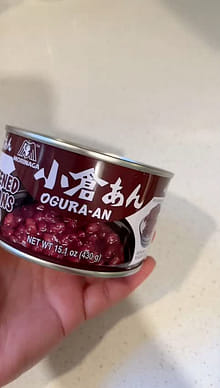 MORINAGA
小倉あん
OGURA-AN
NET WT 15.1 oz (430g)